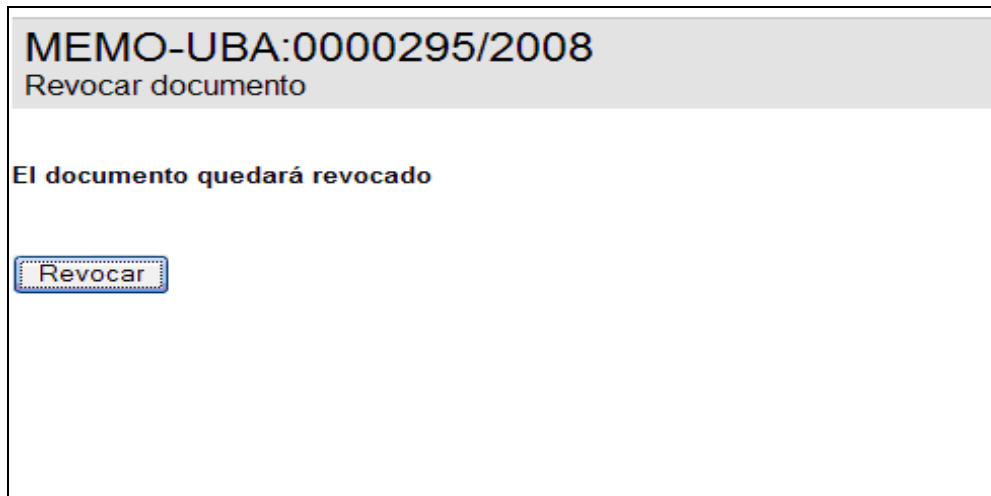 MEMO-UBA:0000295/2008
Revocar documento
El documento quedará revocado
Revocar